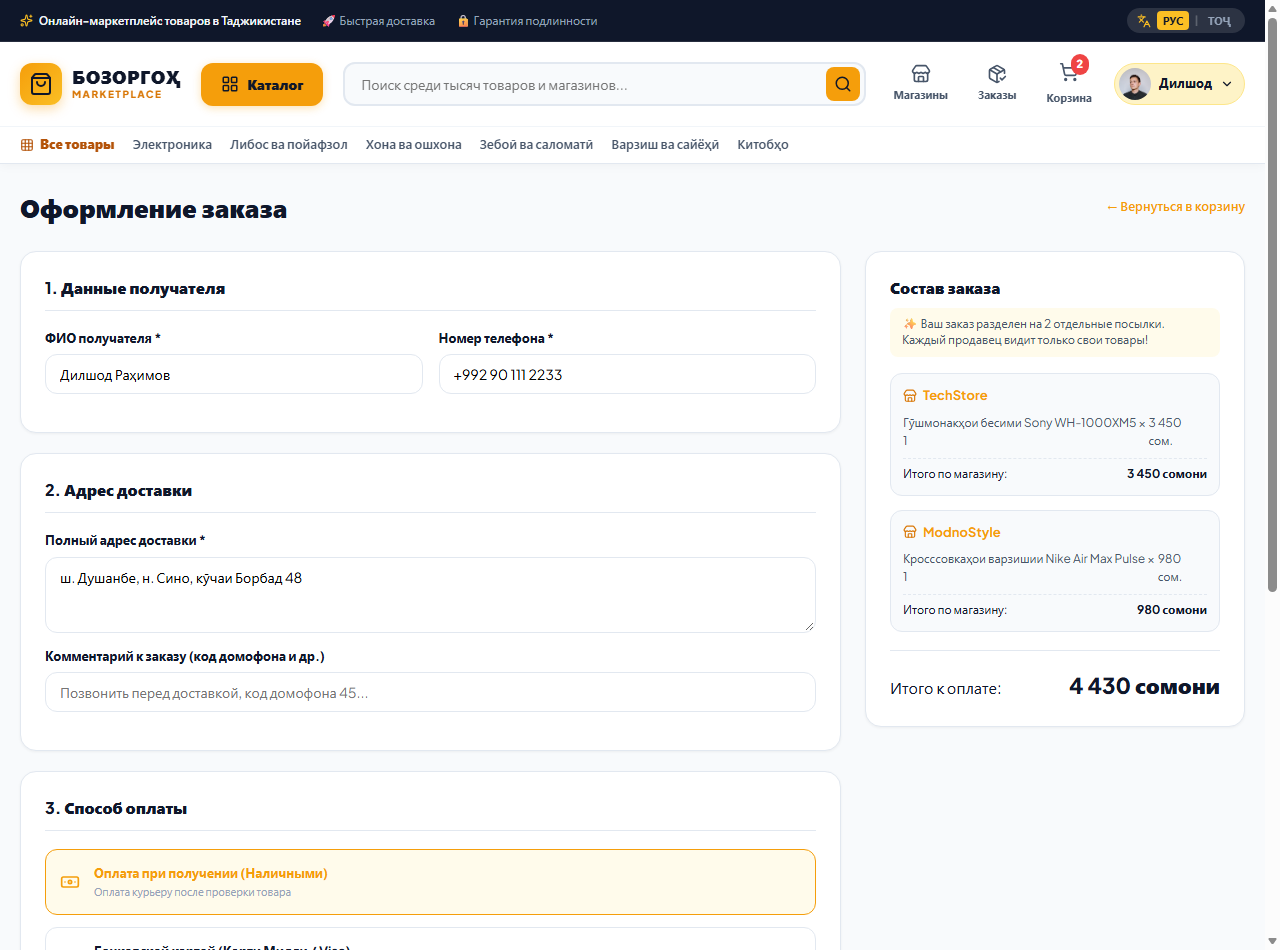 Онлайн-маркетплейс товаров в Таджикистане
🚀 Быстрая доставка
🔒 Гарантия подлинности
РУС | ТОҶ
БОЗОРГОҲ
MARKETPLACE
Каталог
Поиск среди тысяч товаров и магазинов...
Магазины
Заказы
2
Корзина
Дилшод
Все товары
Электроника
Либос ва пойафзол
Хона ва ошхона
Зебой ва саломатӣ
Варзиш ва сайёҳӣ
Китобҳо
Оформление заказа
← Вернуться в корзину
1. Данные получателя
ФИО получателя *
Номер телефона *
Дилшод Раҳимов
+992 90 111 2233
2. Адрес доставки
Полный адрес доставки *
ш. Душанбе, н. Сино, кӯчаи Борбад 48
Комментарий к заказу (код домофона и др.)
Позвонить перед доставкой, код домофона 45...
3. Способ оплаты
Оплата при получении (Наличными)
Оплата курьеру после проверки товара
Состав заказа
✨ Ваш заказ разделен на 2 отдельные посылки.
Каждый продавец видит только свои товары!
TechStore
Гӯшмонакҳои бесими Sony WH-1000XM5 × 3 450
1 сом.
Итого по магазину: 3 450 сомони
ModnoStyle
Кросссовкаҳои варзишии Nike Air Max Pulse × 980
1 сом.
Итого по магазину: 980 сомони
Итого к оплате: 4 430 сомони